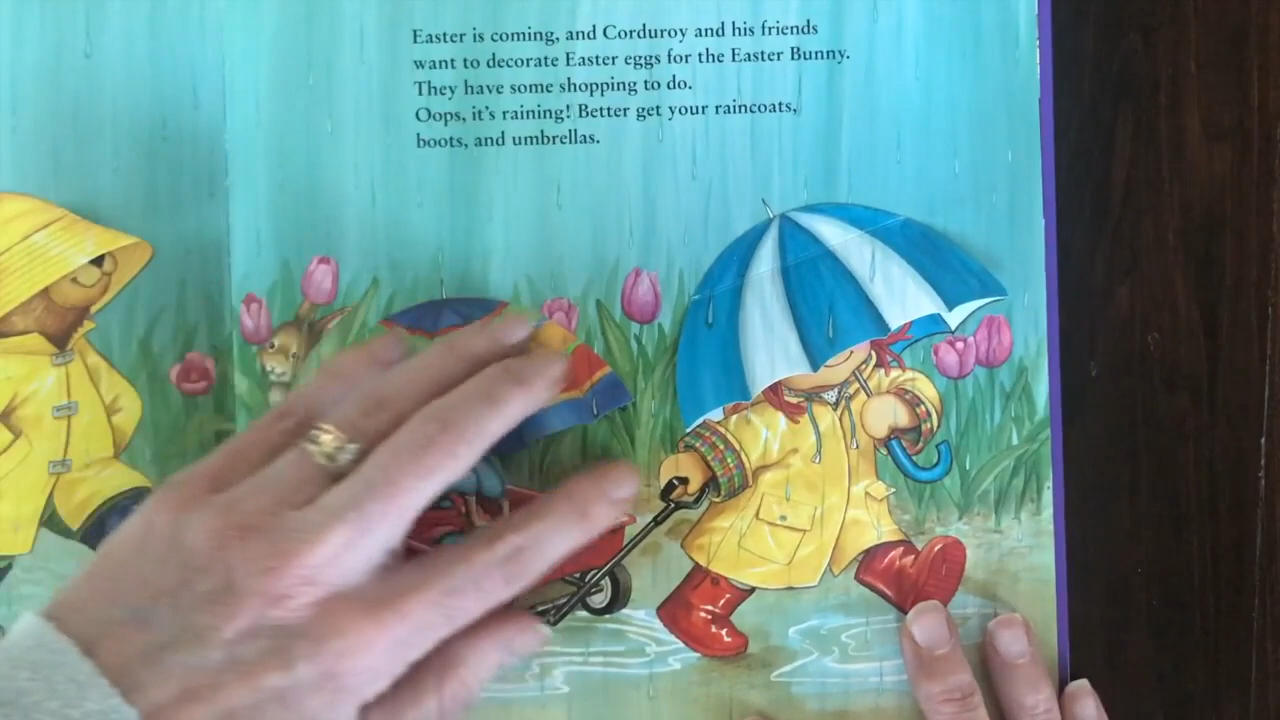 Easter is coming, and Corduroy and his friends
want to decorate Easter eggs for the Easter Bunny.
They have some shopping to do.
Oops, it's raining! Better get your raincoats,
boots, and umbrellas.